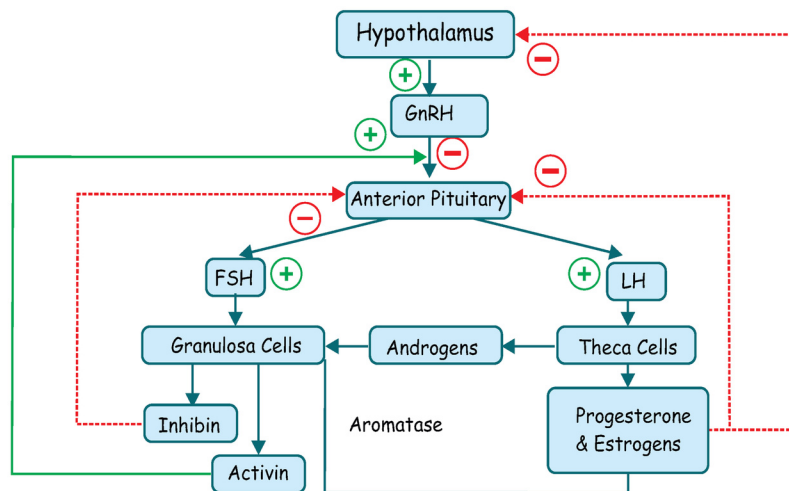 Hypothalamus
GnRH
Anterior Pituitary
FSH
LH
Granulosa Cells
Androgens
Theca Cells
Inhibin
Aromatase
Progesterone
& Estrogens
Activin